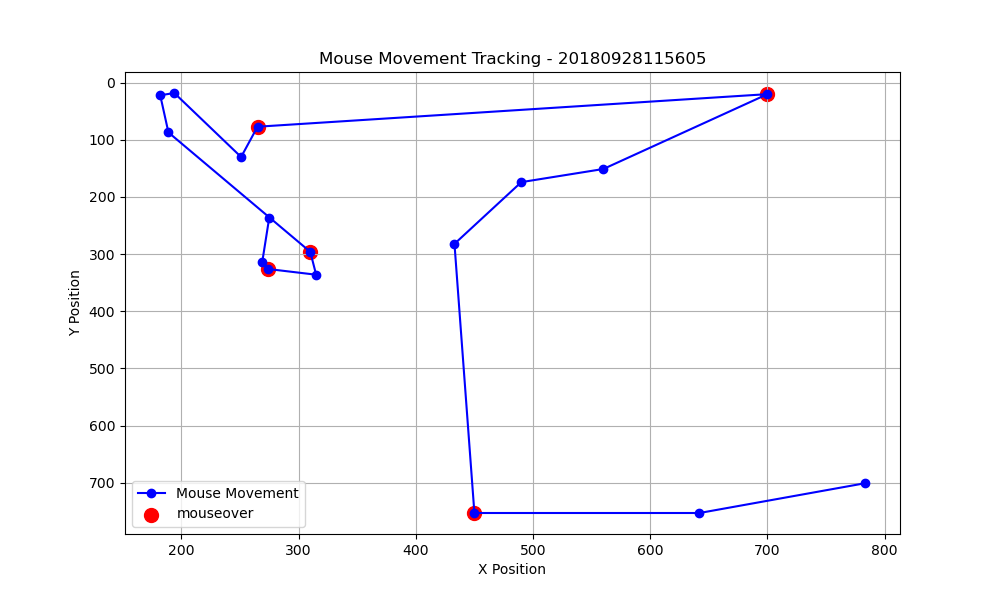 Mouse Movement Tracking - 20180928115605
0
100
200
300
400
500
600
700
Y Position
Mouse Movement
mouseover
200 300 400 500 600 700 800
X Position